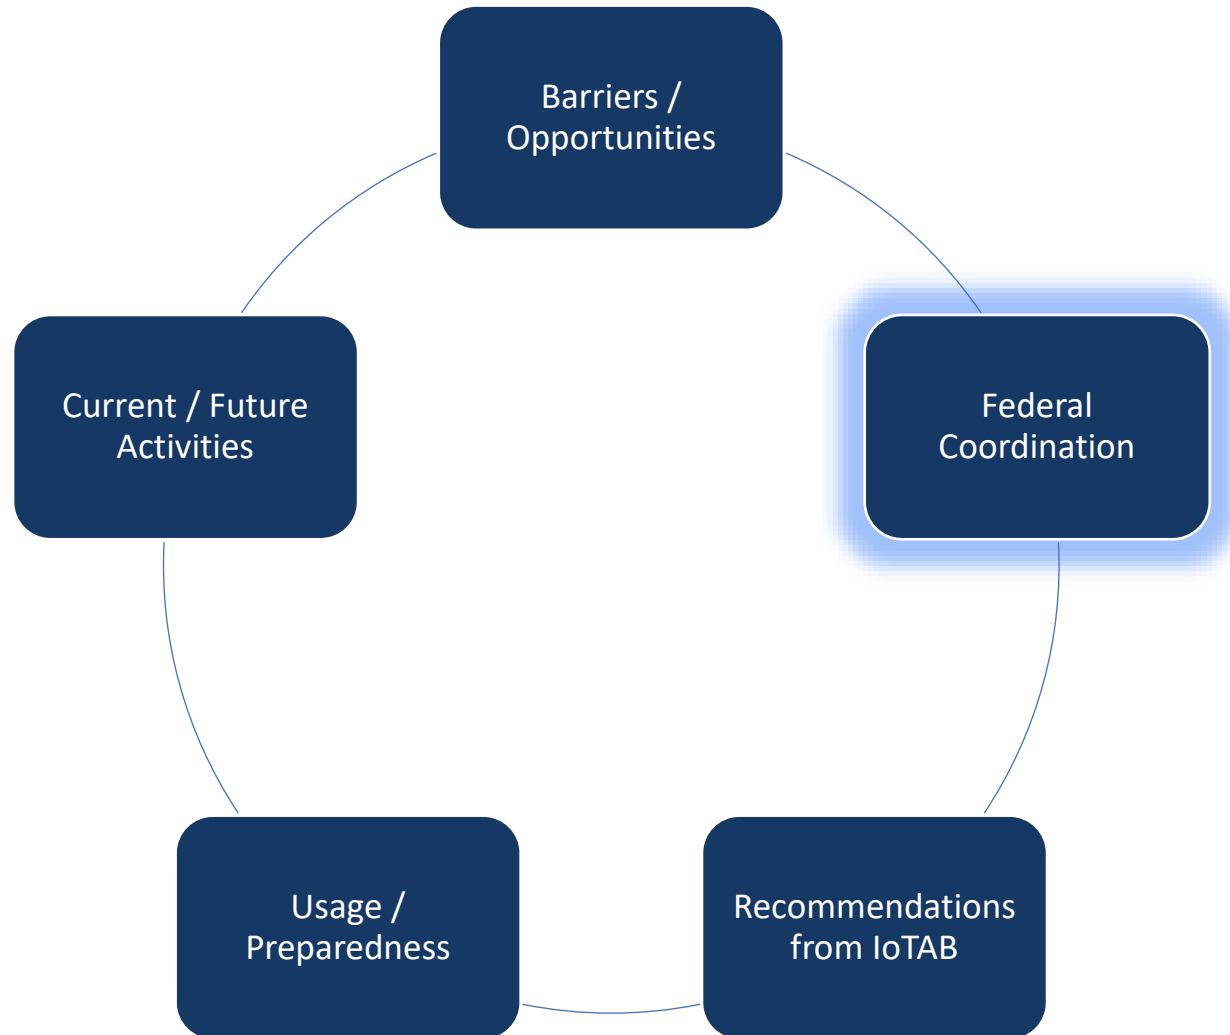 Barriers /
Opportunities
Federal
Coordination
Recommendations
from IoTAB
Usage /
Preparedness
Current / Future
Activities